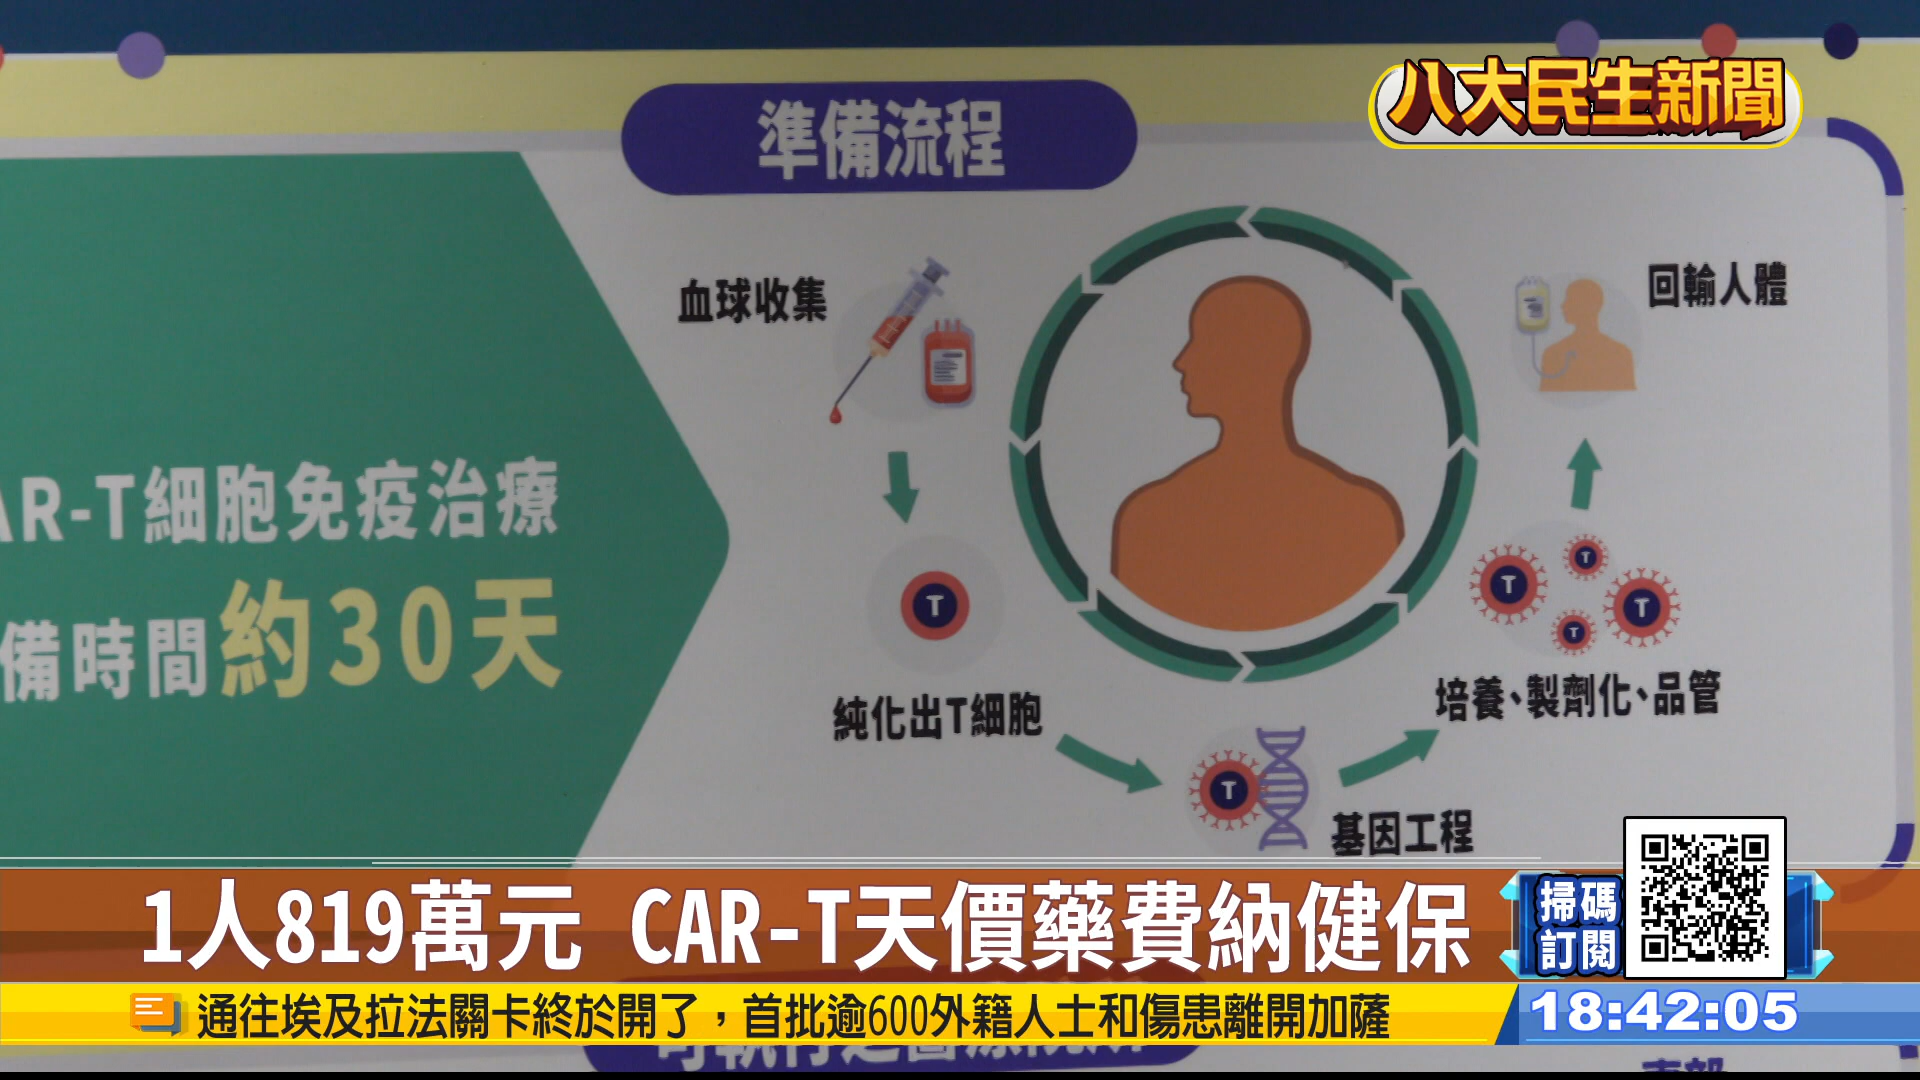 八大民生新聞
準備流程
血球收集
回輸人體
AR-T細胞免疫治療
備時間約30天
T
T
T
T
T
純化出T細胞
培養、製劑化、品管
T
基因工程
1人819萬元 CAR-T天價藥費納健保
掃碼
訂閱
通往埃及拉法關卡終於開了，首批逾600外籍人士和傷患離開加薩
18:42:05